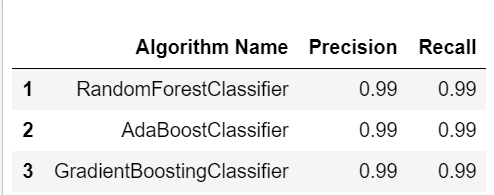 Algorithm Name Precision Recall
1 RandomForestClassifier 0.99 0.99
2 AdaBoostClassifier 0.99 0.99
3 GradientBoostingClassifier 0.99 0.99